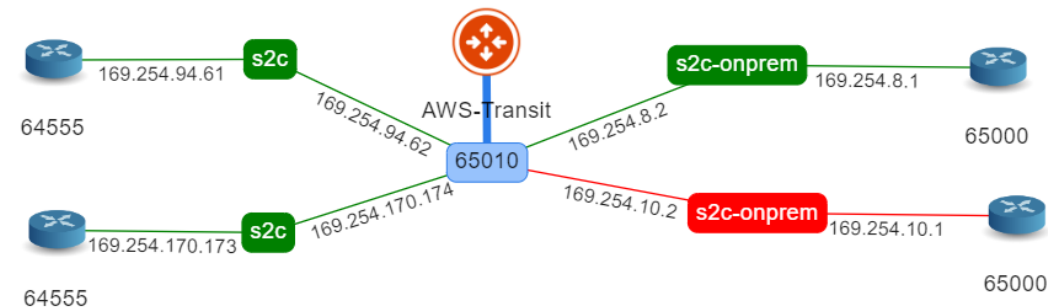 s2c
169.254.94.61
169.254.94.62
64555
AWS-Transit
65010
s2c-onprem
169.254.8.1
169.254.8.2
65000
s2c
169.254.170.173
169.254.170.174
64555
s2c-onprem
169.254.10.2
169.254.10.1
65000